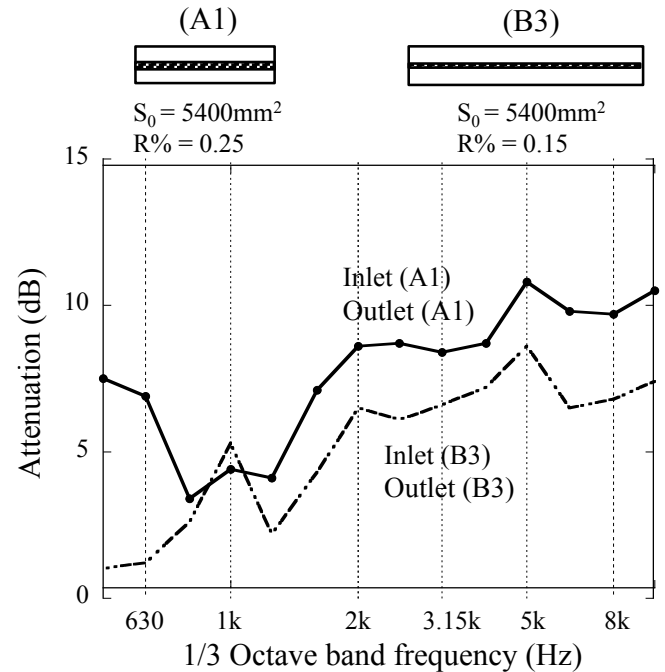 (A1)
(B3)
S₀ = 5400mm²
R% = 0.25
S₀ = 5400mm²
R% = 0.15
15
10
5
0
Attenuation (dB)
Inlet (A1)
Outlet (A1)
Inlet (B3)
Outlet (B3)
630 1k 2k 3.15k 5k 8k
1/3 Octave band frequency (Hz)